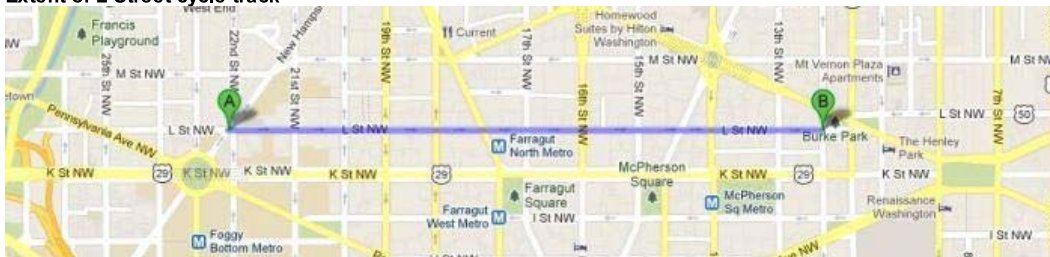 Extent of L Street cycle track
West End
Francis
Playground
NW
25th St NW
22nd St NW
New Hamps
21st St NW
19th St NW
Current
17th St NW
Homewood
Suites by Hilton
Washington
16th St NW
15th St NW
13th St NW
Mt Vernon Plaza
Apartments
7th St NW
M St NW
M St NW
M St N
etown
Pennsylvania Ave NW
A
B
L St NW
L St NW
L St NW
L St NW
50
Burke Park
The Henley
Park
Farragut
North Metro
K St NW
29
K St NW
K St NW
K St NW
29
K St NW
K St NW
29
K St NW
McPherson
Square
Farragut
Square
McPherson
Sq Metro
Renaissance
Washington
Farragut
West Metro
I St NW
I St NW
Foggy
Bottom Metro
Ave NW